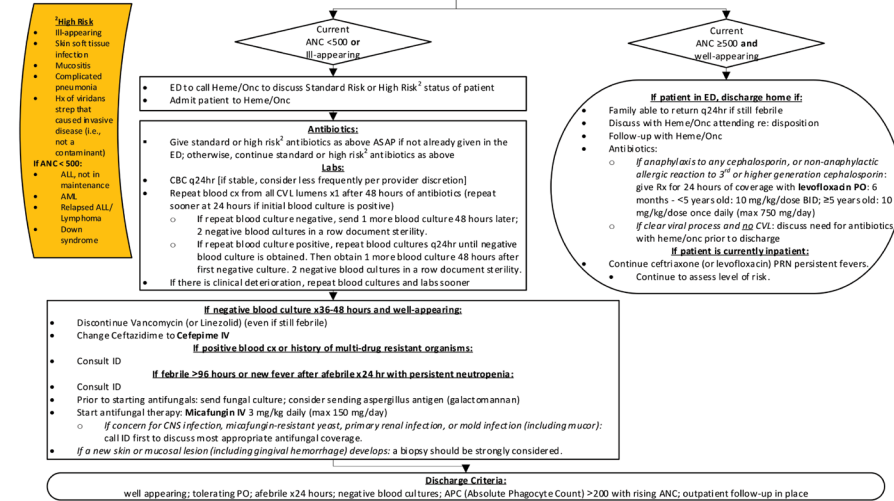 ²High Risk
• Ill-appearing
• Skin soft tissue
infection
• Mucositis
• Complicated
pneumonia
• Hx of viridans
strep that
caused invasive
disease (i.e.,
not a
contaminant)
If ANC < 500:
• ALL, not in
maintenance
• AML
• Relapsed ALL/
Lymphoma
• Down
syndrome
Current
ANC <500 or
Ill-appearing
• ED to call Heme/Onc to discuss Standard Risk or High Risk² status of patient
• Admit patient to Heme/Onc
Antibiotics:
• Give standard or high risk² antibiotics as above ASAP if not already given in the
ED; otherwise, continue standard or high risk² antibiotics as above
Labs:
• CBC q24h [if stable, consider less frequently per provider discretion]
• Repeat blood cx from all CVL lumens x1 after 48 hours of antibiotics (repeat
sooner at 24 hours if initial blood culture is positive)
o If repeat blood culture negative, send 1 more blood culture 48 hours later;
2 negative blood cultures in a row document sterility.
o If repeat blood culture positive, repeat blood cultures q24hr until negative
blood culture is obtained. Then obtain 1 more blood culture 48 hours after
first negative culture. 2 negative blood cultures in a row document sterility.
• If there is clinical deterioration, repeat blood cultures and labs sooner
Current
ANC ≥500 and
well-appearing
If patient in ED, discharge home if:
• Family able to return q24hr if still febrile
• Discuss with Heme/Onc attending re: disposition
• Follow-up with Heme/Onc
• Antibiotics:
o If anaphylaxis to any cephalosporin, or non-anaphylactic
allergic reaction to 3rd or higher generation cephalosporin:
give Rx for 24 hours of coverage with levofloxacin PO: 6
months - <5 years old: 10 mg/kg/dose BID; ≥5 years old: 10
mg/kg/dose once daily (max 750 mg/day)
o If clear viral process and no CVL: discuss need for antibiotics
with heme/onc prior to discharge
If patient is currently inpatient:
• Continue ceftriaxone (or levofloxacin) PRN persistent fevers.
• Continue to assess level of risk.
If negative blood culture x36-48 hours and well-appearing:
• Discontinue Vancomycin (or Linezolid) (even if still febrile)
• Change Ceftazidime to Cefepime IV
If positive blood cx or history of multi-drug resistant organisms:
• Consult ID
If febrile >96 hours or new fever after afebrile x24 hr with persistent neutropenia:
• Consult ID
• Prior to starting antifungals: send fungal culture; consider sending aspergillus antigen (galactomannan)
• Start antifungal therapy: Micafungin IV 3 mg/kg daily (max 150 mg/day)
o If concern for CNS infection, micafungin-resistant yeast, primary renal infection, or mold infection (including mucor):
call ID first to discuss most appropriate antifungal coverage.
• If a new skin or mucosal lesion (including gingival hemorrhage) develops: a biopsy should be strongly considered.
Discharge Criteria:
well appearing; tolerating PO; afebrile x24 hours; negative blood cultures; APC (Absolute Phagocyte Count) >200 with rising ANC; outpatient follow-up in place